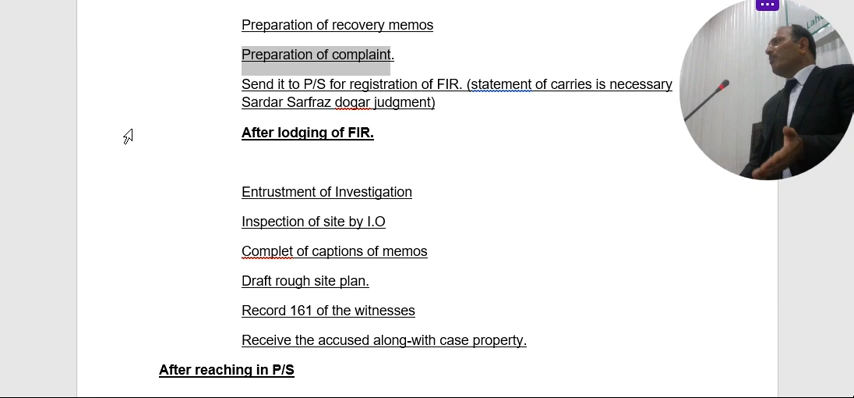 Preparation of recovery memos
Preparation of complaint.
Send it to P/S for registration of FIR. (statement of carries is necessary
Sardar Sarfraz dogar judgment)
After lodging of FIR.
Entrustment of Investigation
Inspection of site by I.O
Complet of captions of memos
Draft rough site plan.
Record 161 of the witnesses
Receive the accused along-with case property.
After reaching in P/S